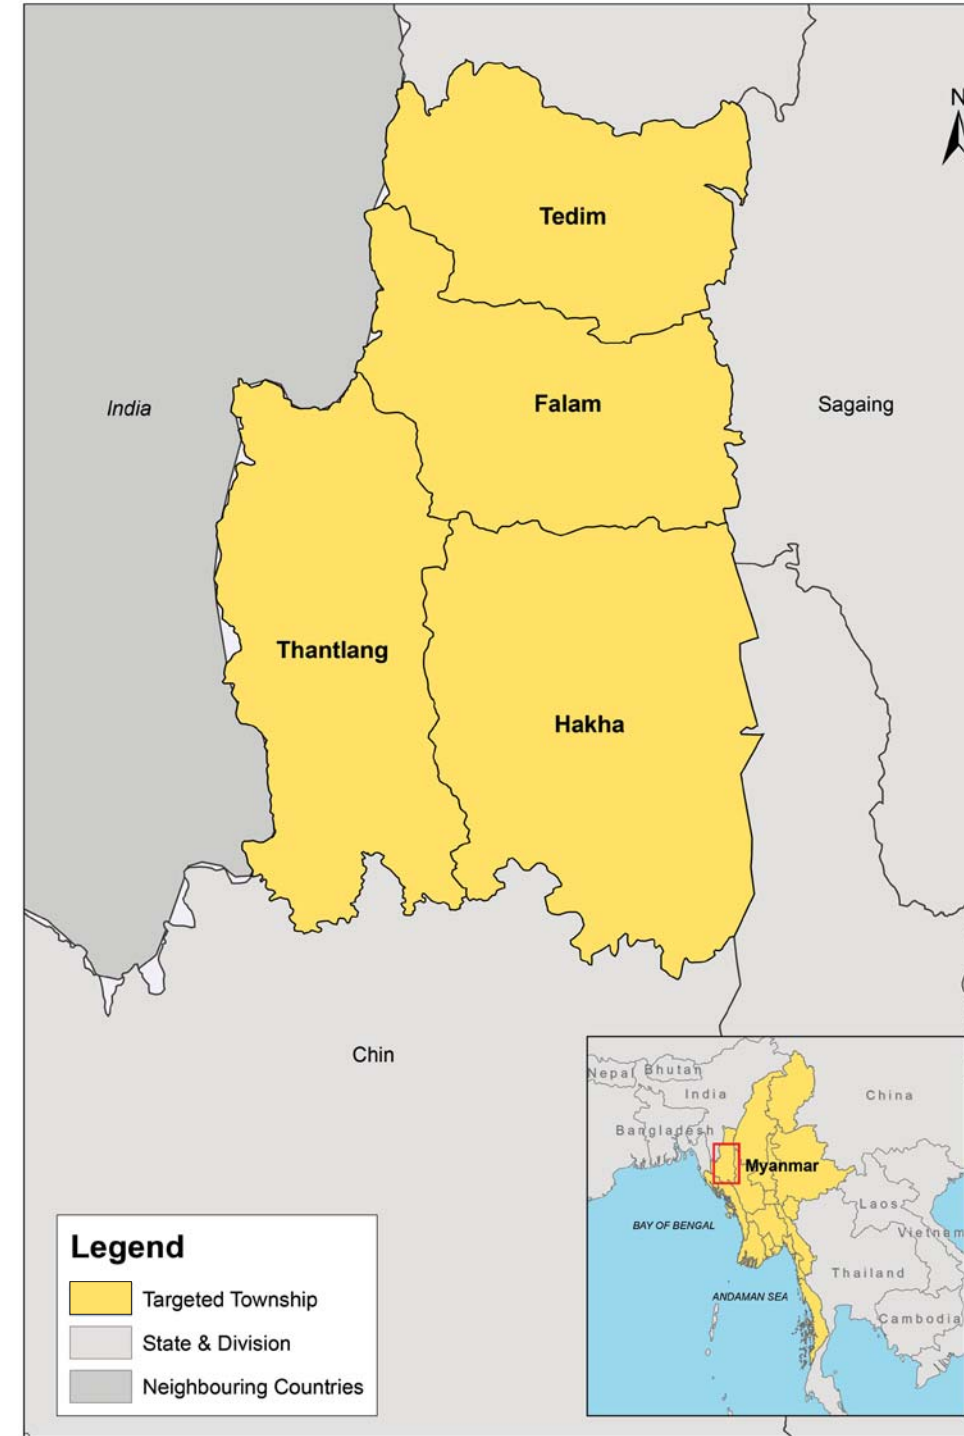 N
Tedim
India
Falam
Sagaing
Thantlang
Hakha
Chin
Nepal
Bhutan
India
China
Bangladesh
Myanmar
Laos
BAY OF BENGAL
Vietnam
Thailand
ANDAMAN SEA
Cambodia
Legend
Targeted Township
State & Division
Neighbouring Countries